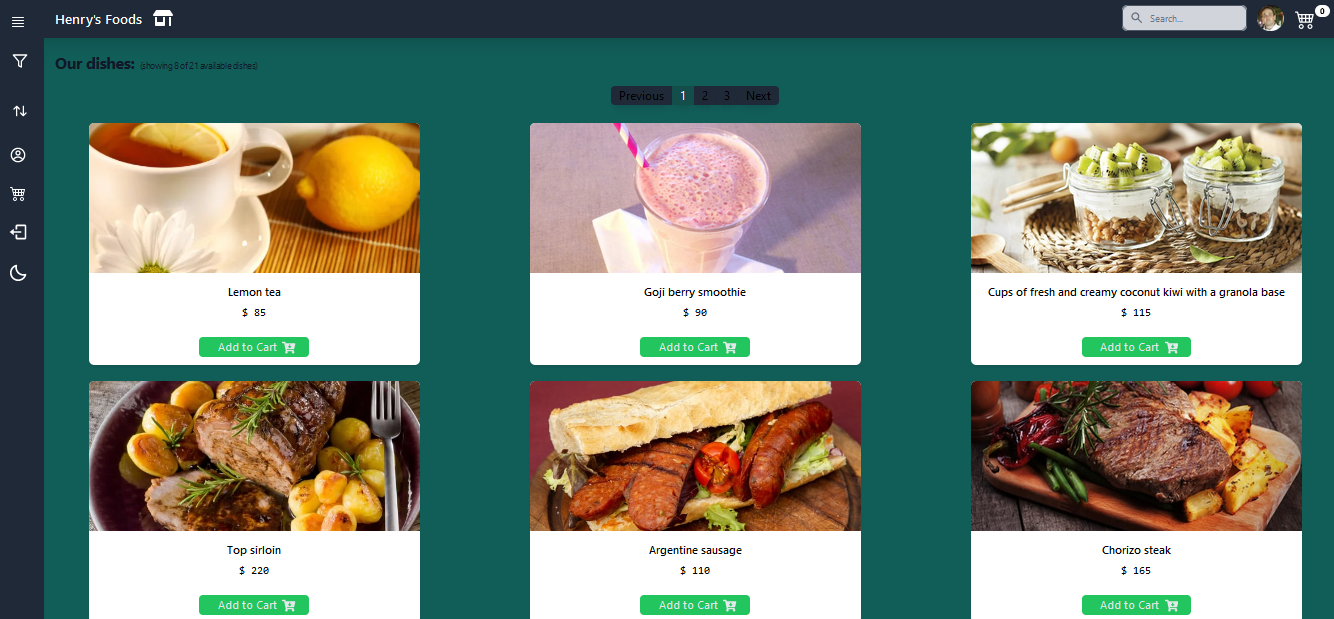 Henry's Foods
Search...
0
Our dishes: (showing 8 of 21 available dishes)
Previous 1 2 3 Next
Lemon tea
$ 85
Add to Cart
Goji berry smoothie
$ 90
Add to Cart
Cups of fresh and creamy coconut kiwi with a granola base
$ 115
Add to Cart
Top sirloin
$ 220
Add to Cart
Argentine sausage
$ 110
Add to Cart
Chorizo steak
$ 165
Add to Cart